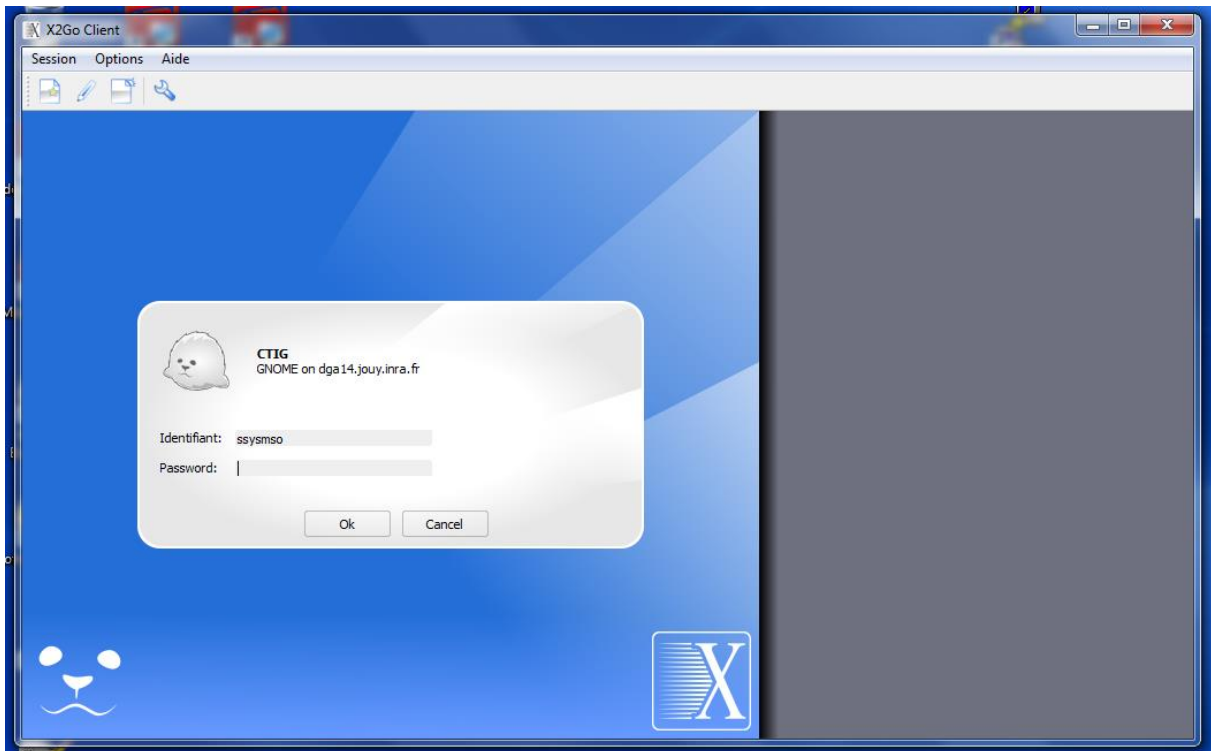 X2Go Client
Session Options Aide
CTIG
GNOME on dga14.jouy.inra.fr
Identifiant: ssysmso
Password:
Ok Cancel
X